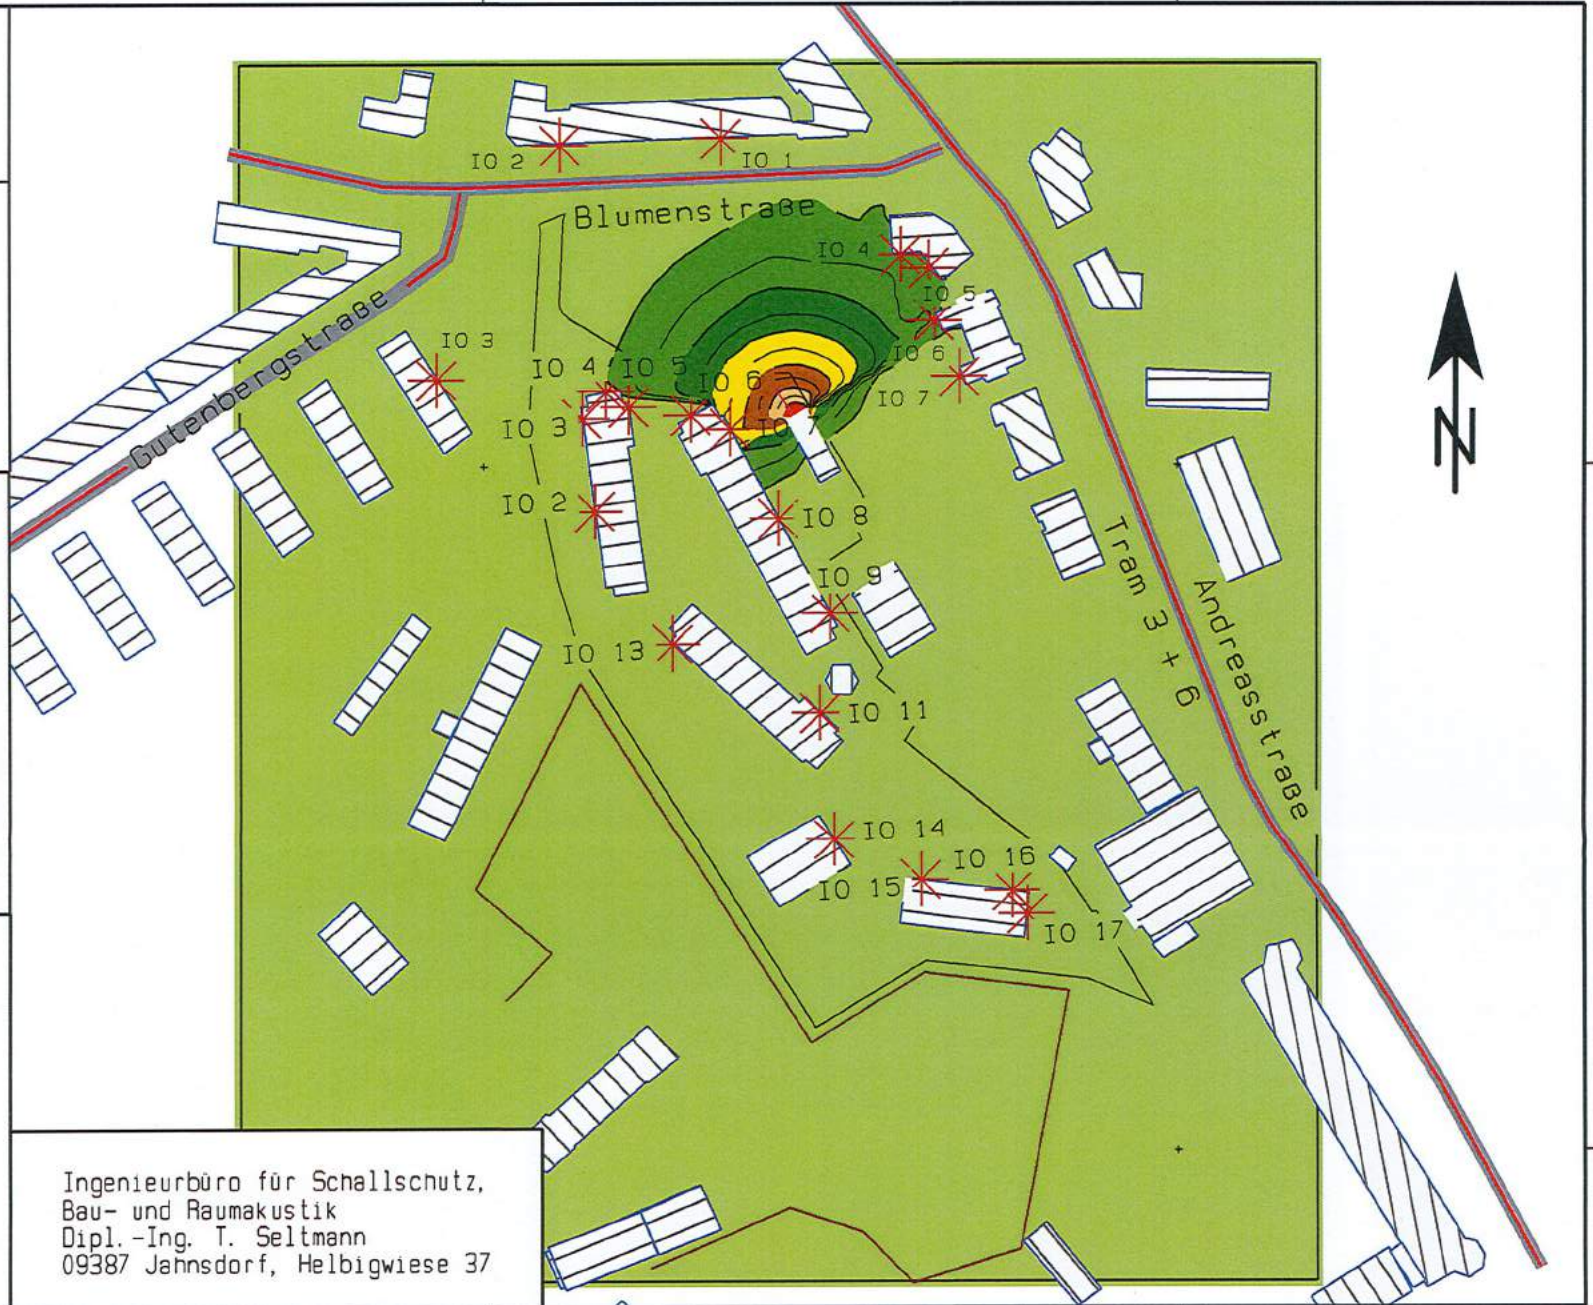 IO 2
IO 1
Blumenstraße
IO 4
IO 5
IO 6
IO 7
Gutenbergstraße
IO 3
IO 4
IO 5
IO 6
IO 3
IO 2
IO 8
IO 9
IO 13
IO 11
IO 14
IO 15
IO 16
IO 17
N
Tram 3 + 6
Andreasstraße
Ingenieurbüro für Schallschutz,
Bau- und Raumakustik
Dipl.-Ing. T. Seltmann
09387 Jahnsdorf, Helbigwiese 37